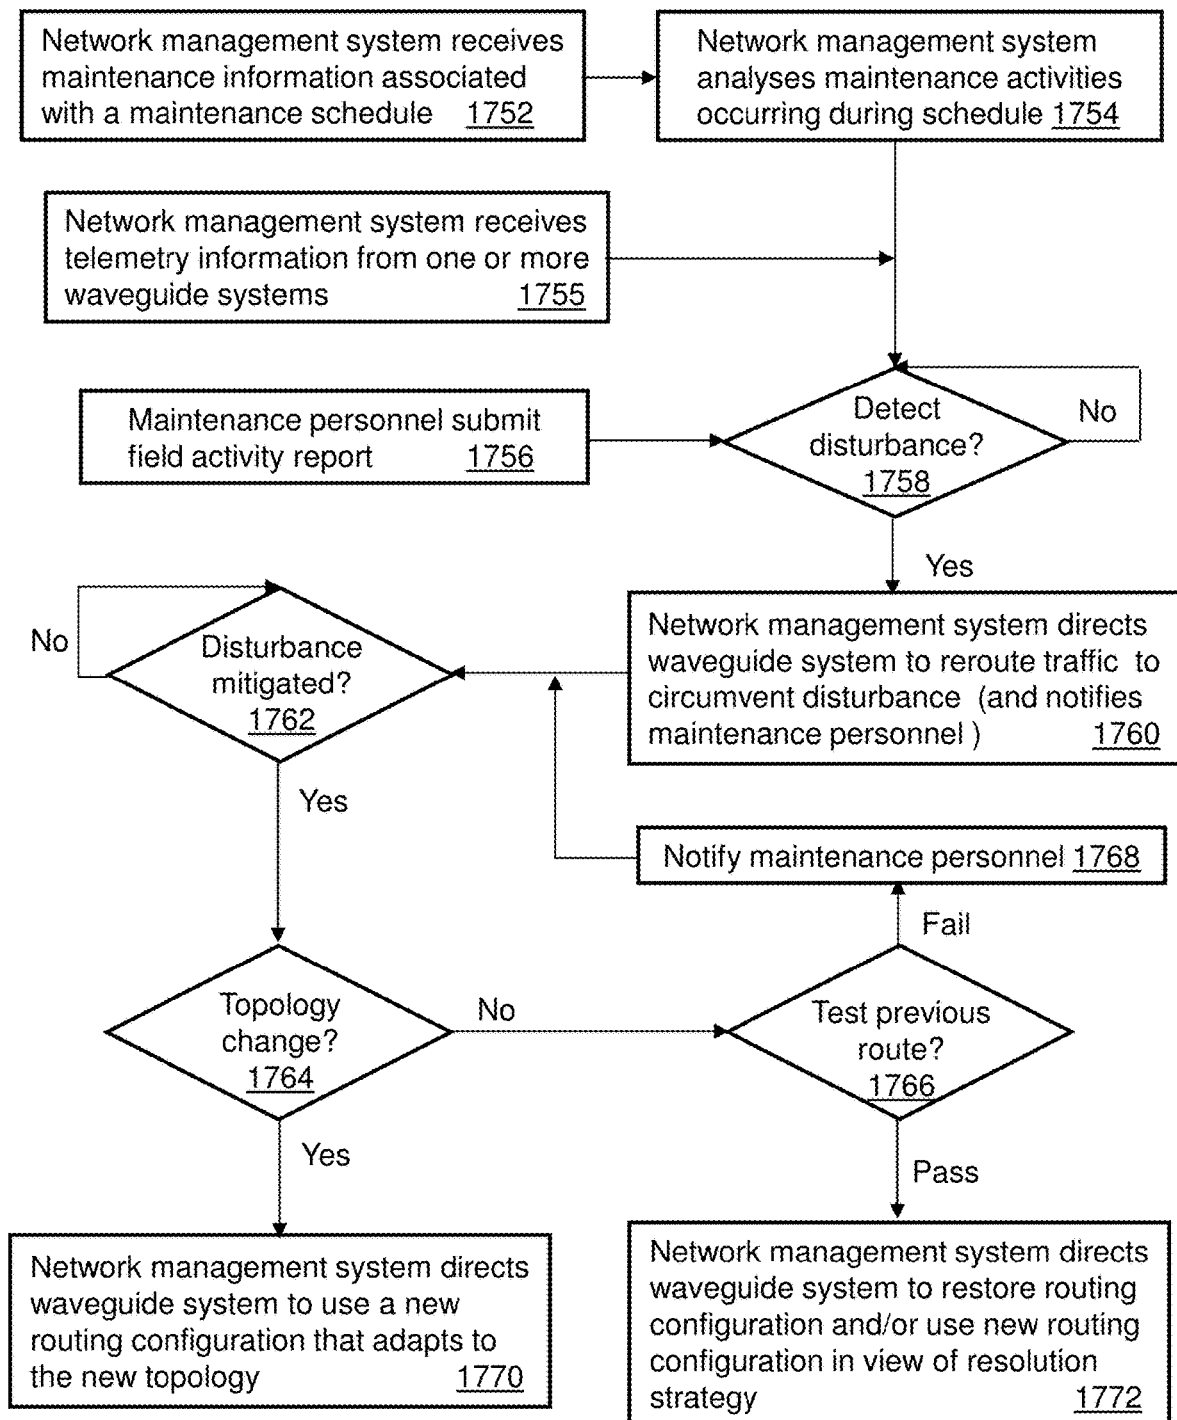 Network management system receives
maintenance information associated
with a maintenance schedule 1752
Network management system
analyses maintenance activities
occurring during schedule 1754
Network management system receives
telemetry information from one or more
waveguide systems 1755
Maintenance personnel submit
field activity report 1756
Detect
disturbance?
1758
No
Yes
Network management system directs
waveguide system to reroute traffic to
circumvent disturbance (and notifies
maintenance personnel ) 1760
Disturbance
mitigated?
1762
No
Yes
Notify maintenance personnel 1768
Fail
Topology
change?
1764
No
Test previous
route?
1766
Yes
Pass
Network management system directs
waveguide system to use a new
routing configuration that adapts to
the new topology 1770
Network management system directs
waveguide system to restore routing
configuration and/or use new routing
configuration in view of resolution
strategy 1772